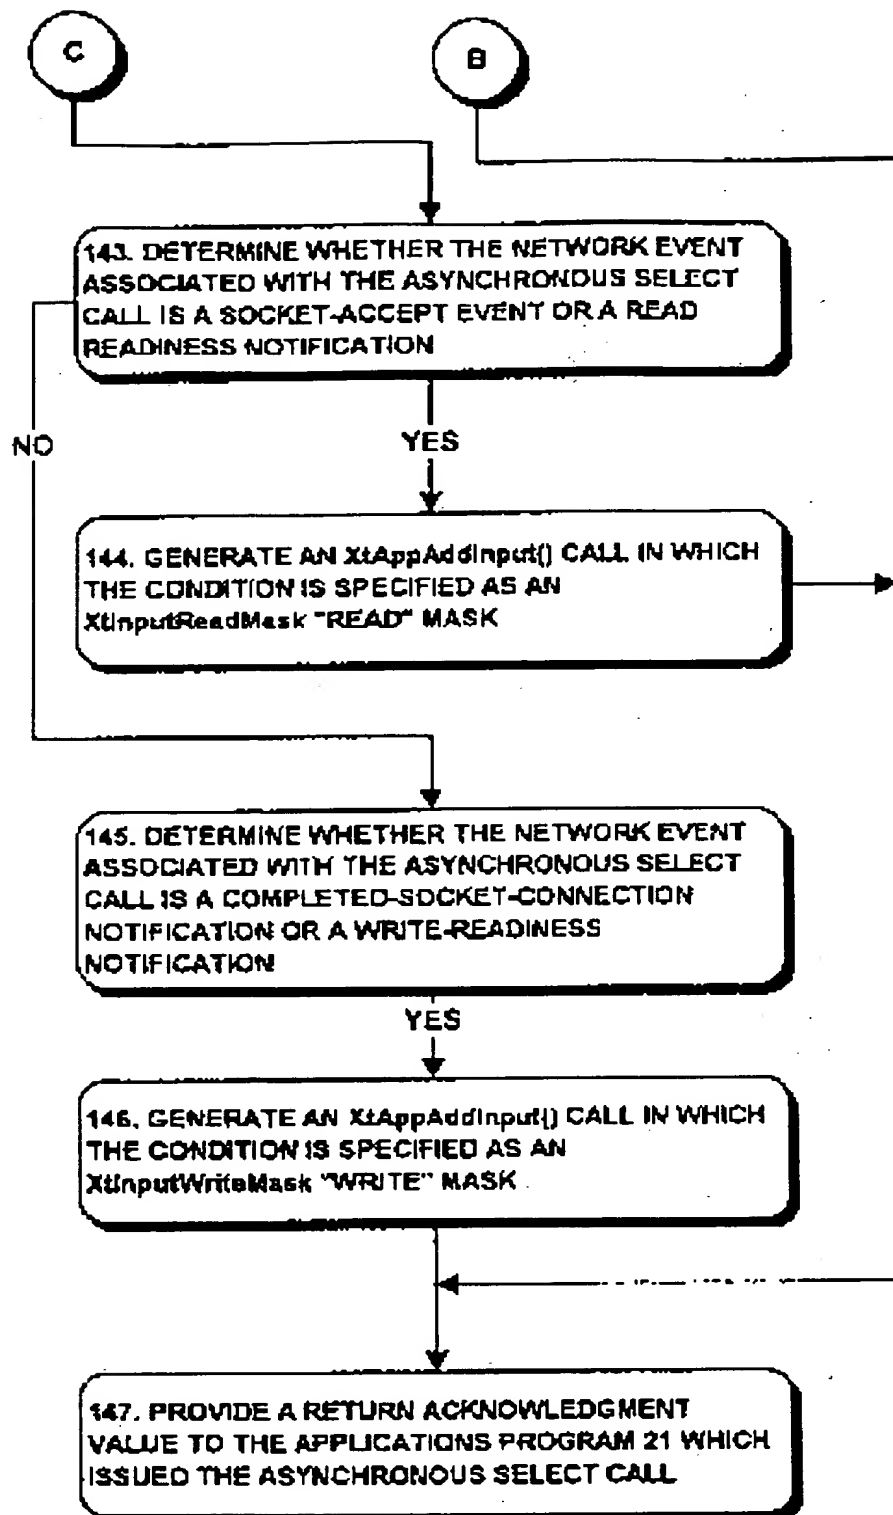 C
B
143. DETERMINE WHETHER THE NETWORK EVENT
ASSOCIATED WITH THE ASYNCHRONOUS SELECT
CALL IS A SOCKET-ACCEPT EVENT OR A READ
READINESS NOTIFICATION
NO
YES
144. GENERATE AN XtAppAddInput() CALL IN WHICH
THE CONDITION IS SPECIFIED AS AN
XtInputReadMask "READ" MASK
145. DETERMINE WHETHER THE NETWORK EVENT
ASSOCIATED WITH THE ASYNCHRONOUS SELECT
CALL IS A COMPLETED-SOCKET-CONNECTION
NOTIFICATION OR A WRITE-READINESS
NOTIFICATION
YES
146. GENERATE AN XtAppAddInput() CALL IN WHICH
THE CONDITION IS SPECIFIED AS AN
XtInputWriteMask "WRITE" MASK
147. PROVIDE A RETURN ACKNOWLEDGMENT
VALUE TO THE APPLICATIONS PROGRAM 21 WHICH
ISSUED THE ASYNCHRONOUS SELECT CALL